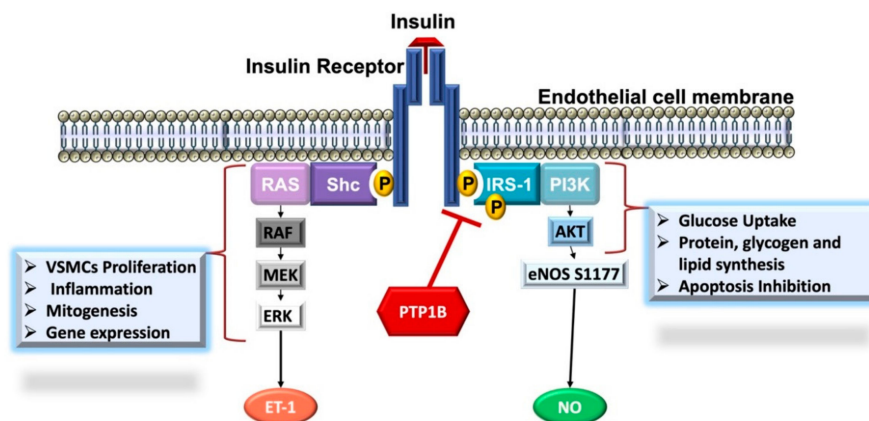 Insulin
Insulin Receptor
Endothelial cell membrane
RAS
Shc
P
P
IRS-1
P
PI3K
RAF
MEK
ERK
ET-1
PTP1B
AKT
eNOS S1177
NO
➢ VSMCs Proliferation
➢ Inflammation
➢ Mitogenesis
➢ Gene expression
➢ Glucose Uptake
➢ Protein, glycogen and
lipid synthesis
➢ Apoptosis Inhibition